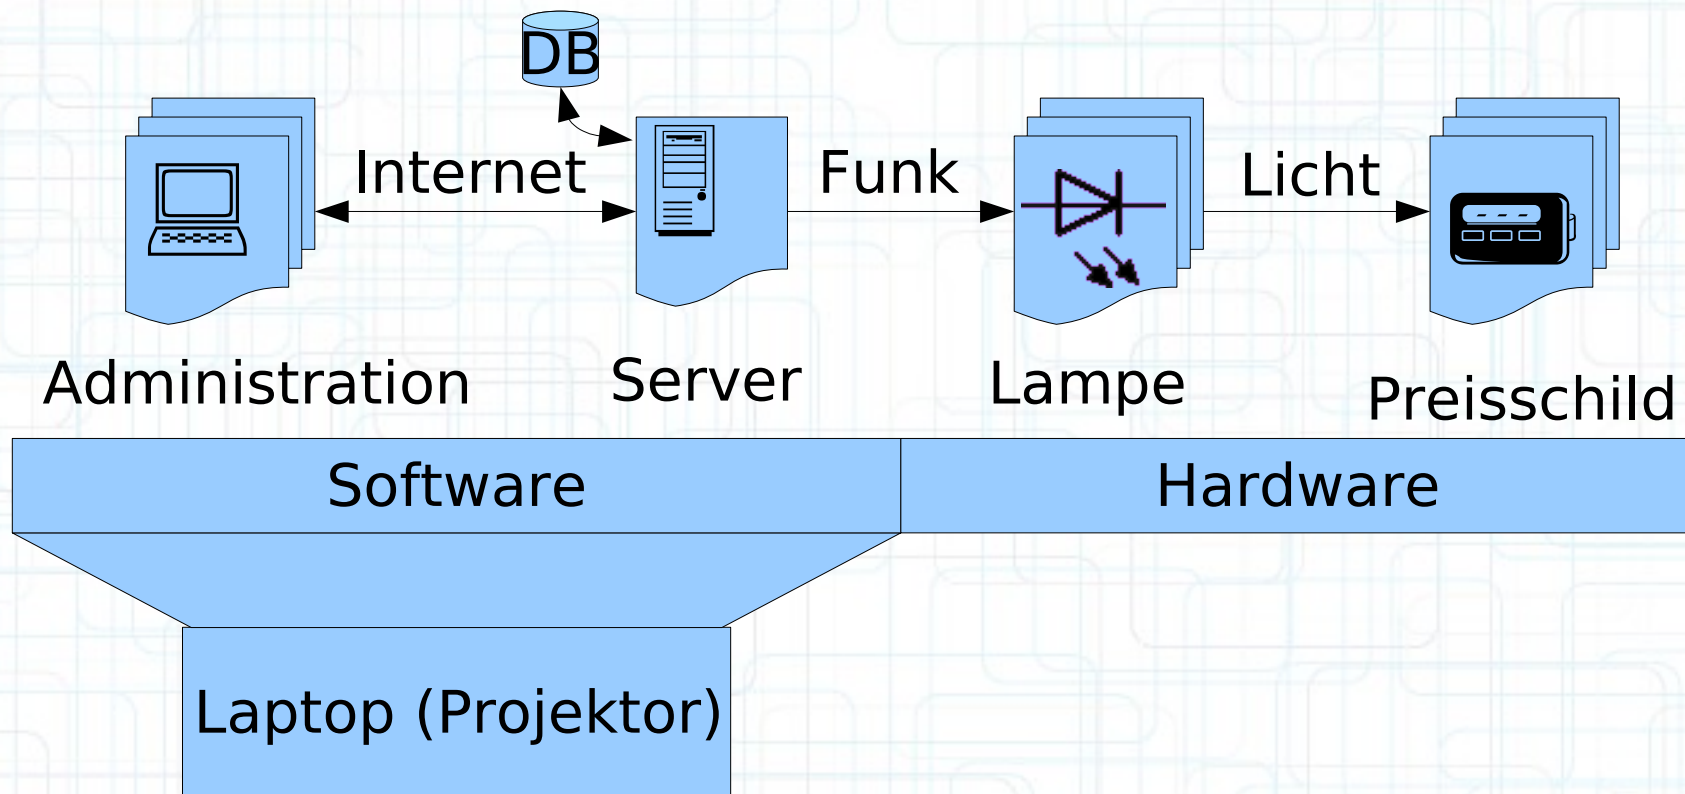 DB
Internet
Funk
Licht
Administration
Server
Lampe
Preisschild
Software
Hardware
Laptop (Projektor)